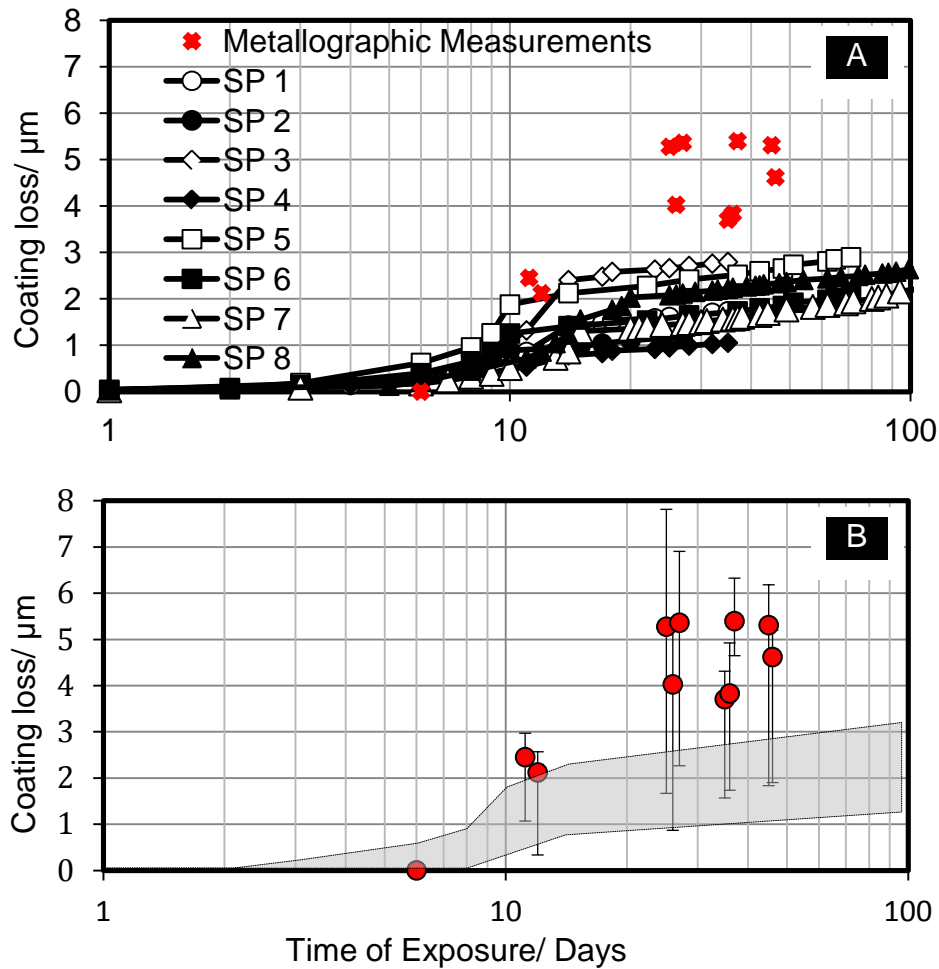 8
7
6
5
4
3
2
1
0
Coating loss/ µm
A
Metallographic Measurements
SP 1
SP 2
SP 3
SP 4
SP 5
SP 6
SP 7
SP 8
1 10 100
8
7
6
5
4
3
2
1
0
Coating loss/ µm
B
1 10 100
Time of Exposure/ Days